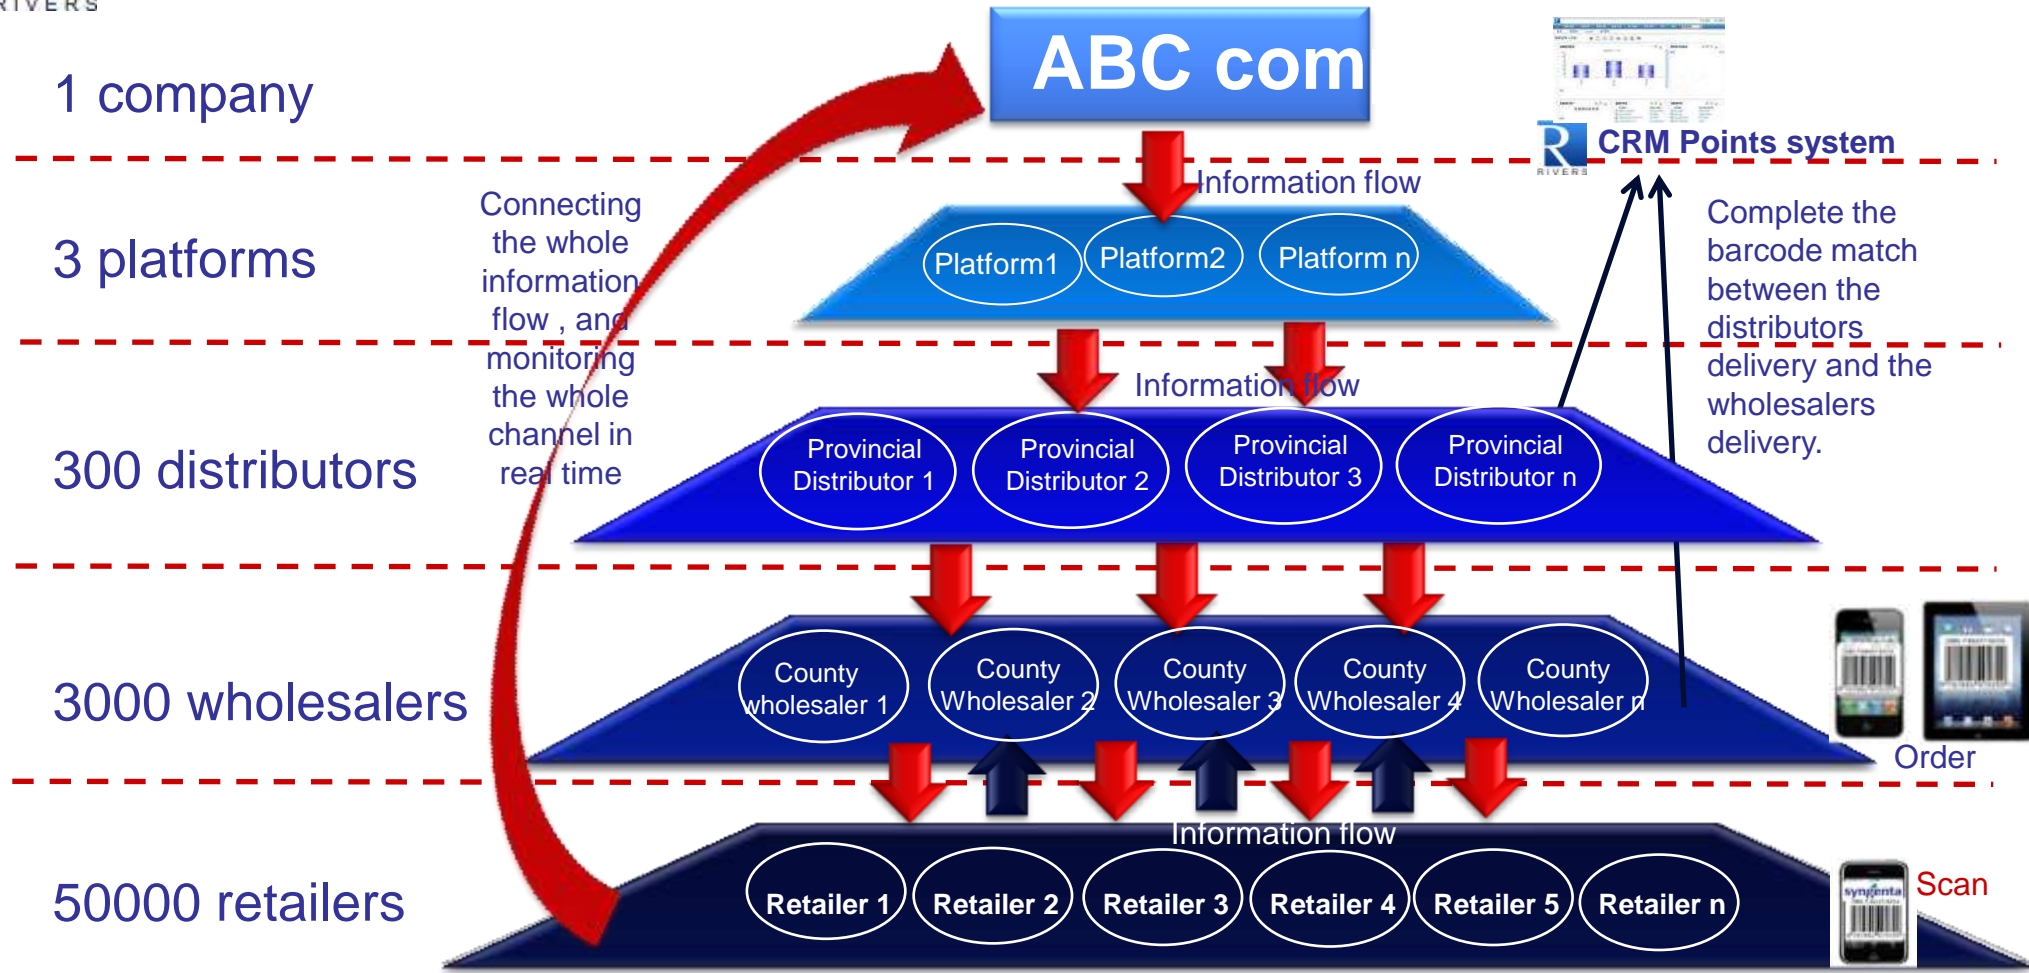 RIVERS
ABC com
1 company
RIVERS
CRM Points system
Information flow
Connecting
the whole
information
flow , and
monitoring
the whole
channel in
real time
3 platforms
Platform1
Platform2
Platform n
Complete the
barcode match
between the
distributors
delivery and the
wholesalers
delivery.
Information flow
300 distributors
Provincial
Distributor 1
Provincial
Distributor 2
Provincial
Distributor 3
Provincial
Distributor n
3000 wholesalers
County
wholesaler 1
County
Wholesaler 2
County
Wholesaler 3
County
Wholesaler 4
County
Wholesaler n
Order
Information flow
50000 retailers
Retailer 1
Retailer 2
Retailer 3
Retailer 4
Retailer 5
Retailer n
syngenta
Scan